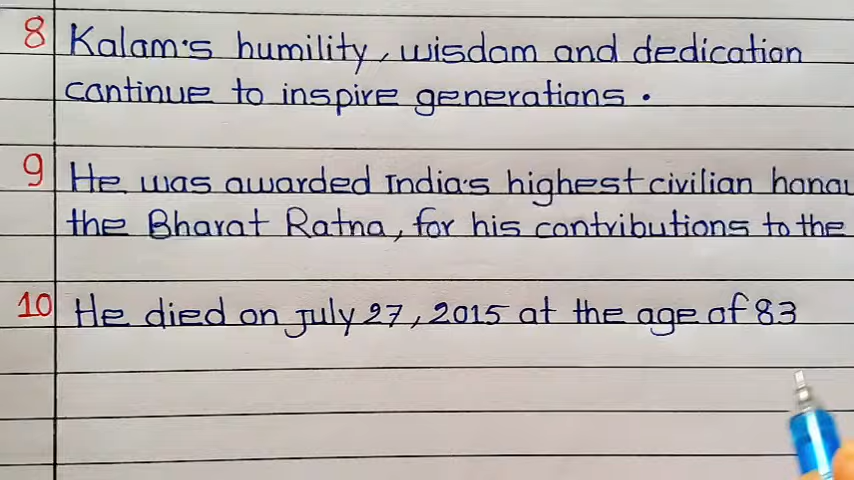 8 Kalam's humility, wisdom and dedication
continue to inspire generations.
9 He was awarded India's highest civilian
the Bharat Ratna, for his contributions to the
10 He died on july 27, 2015 at the age of 83